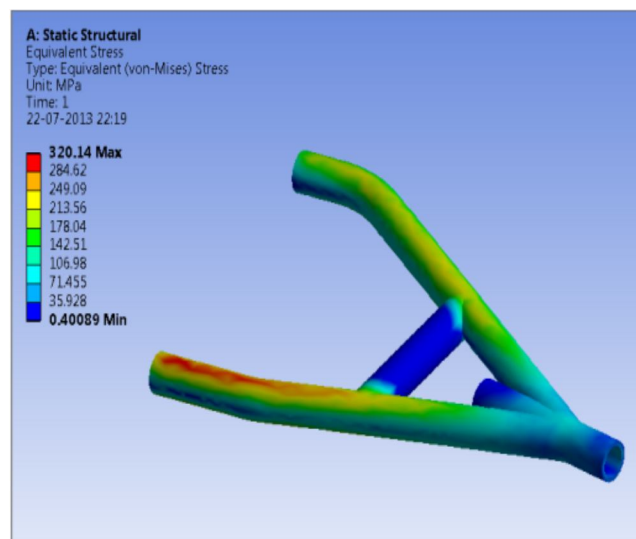 A: Static Structural
Equivalent Stress
Type: Equivalent (von-Mises) Stress
Unit: MPa
Time: 1
22-07-2013 22:19
320.14 Max
284.62
249.09
213.56
178.04
142.51
106.98
71.455
35.928
0.40089 Min